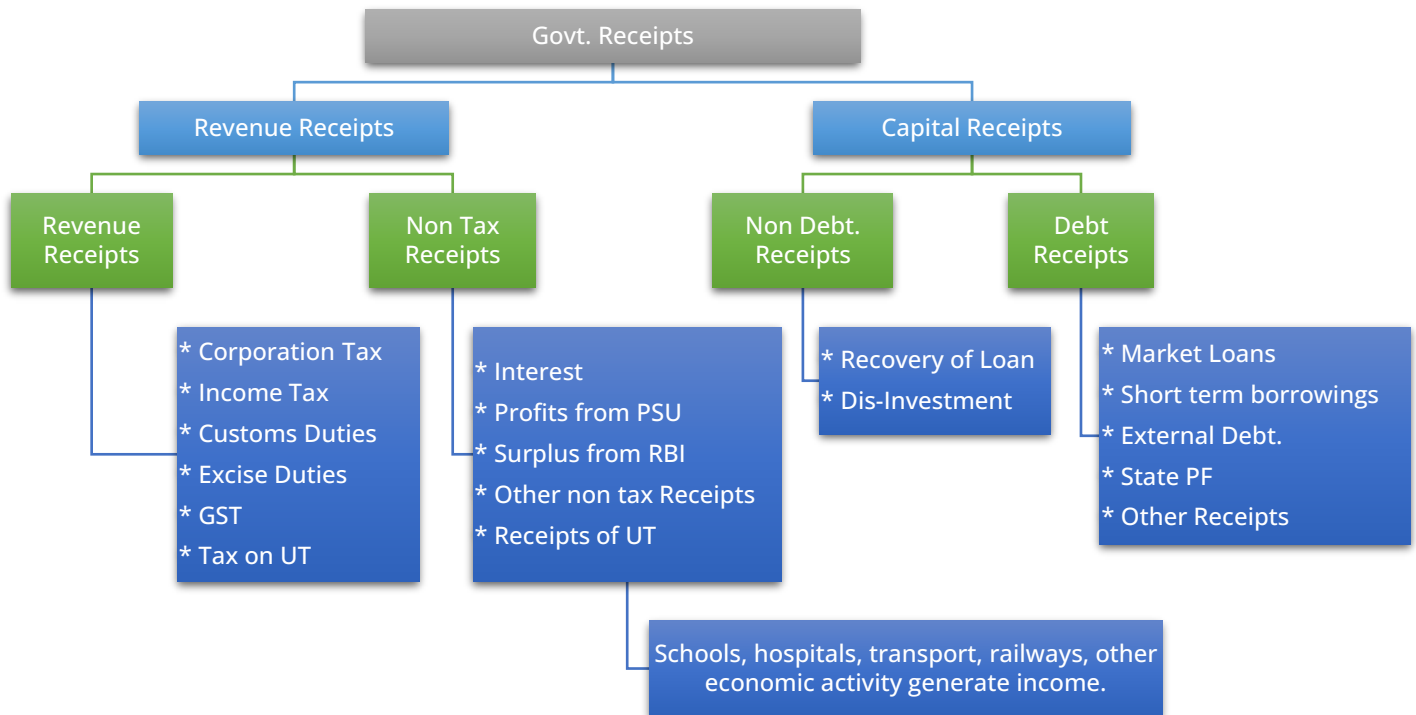 Govt. Receipts
Revenue Receipts
Capital Receipts
Revenue
Receipts
Non Tax
Receipts
Non Debt.
Receipts
Debt
Receipts
* Corporation Tax
* Income Tax
* Customs Duties
* Excise Duties
* GST
* Tax on UT
* Interest
* Profits from PSU
* Surplus from RBI
* Other non tax Receipts
* Receipts of UT
* Recovery of Loan
* Dis-Investment
* Market Loans
* Short term borrowings
* External Debt.
* State PF
* Other Receipts
Schools, hospitals, transport, railways, other
economic activity generate income.